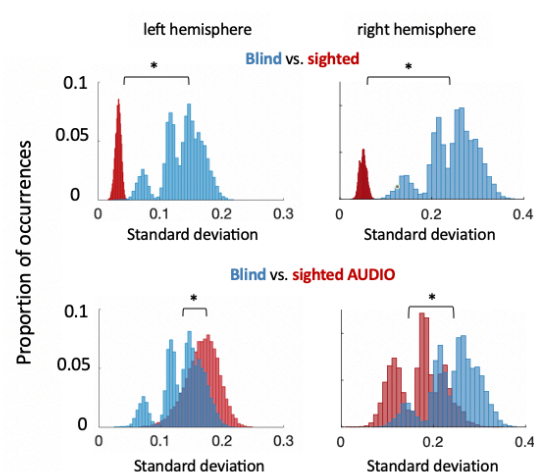 left hemisphere
right hemisphere
Blind vs. sighted
*
*
0.1
0.05
0
0
0.1
0.2
0.3
0
0.2
0.4
Standard deviation
Standard deviation
Proportion of occurrences
Blind vs. sighted AUDIO
*
*
0.1
0.05
0
0
0.1
0.2
0.3
0
0.2
0.4
Standard deviation
Standard deviation